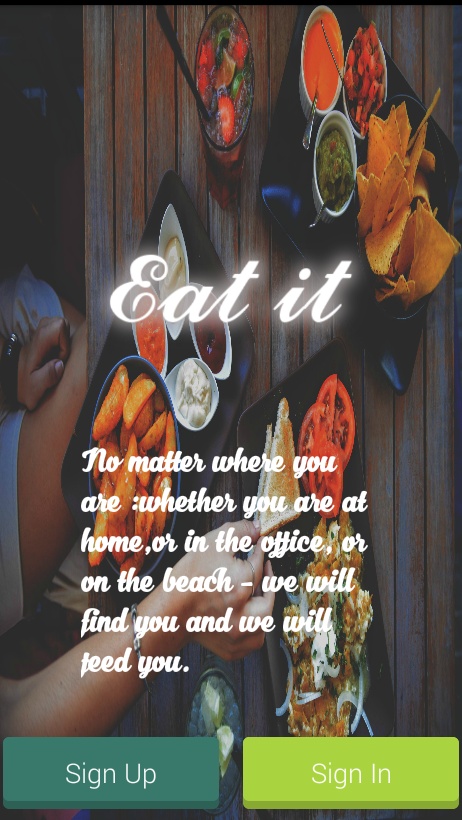 Eat it
No matter where you
are :whether you are at
home,or in the office, or
on the beach - we will
find you and we will
feed you.
Sign Up
Sign In